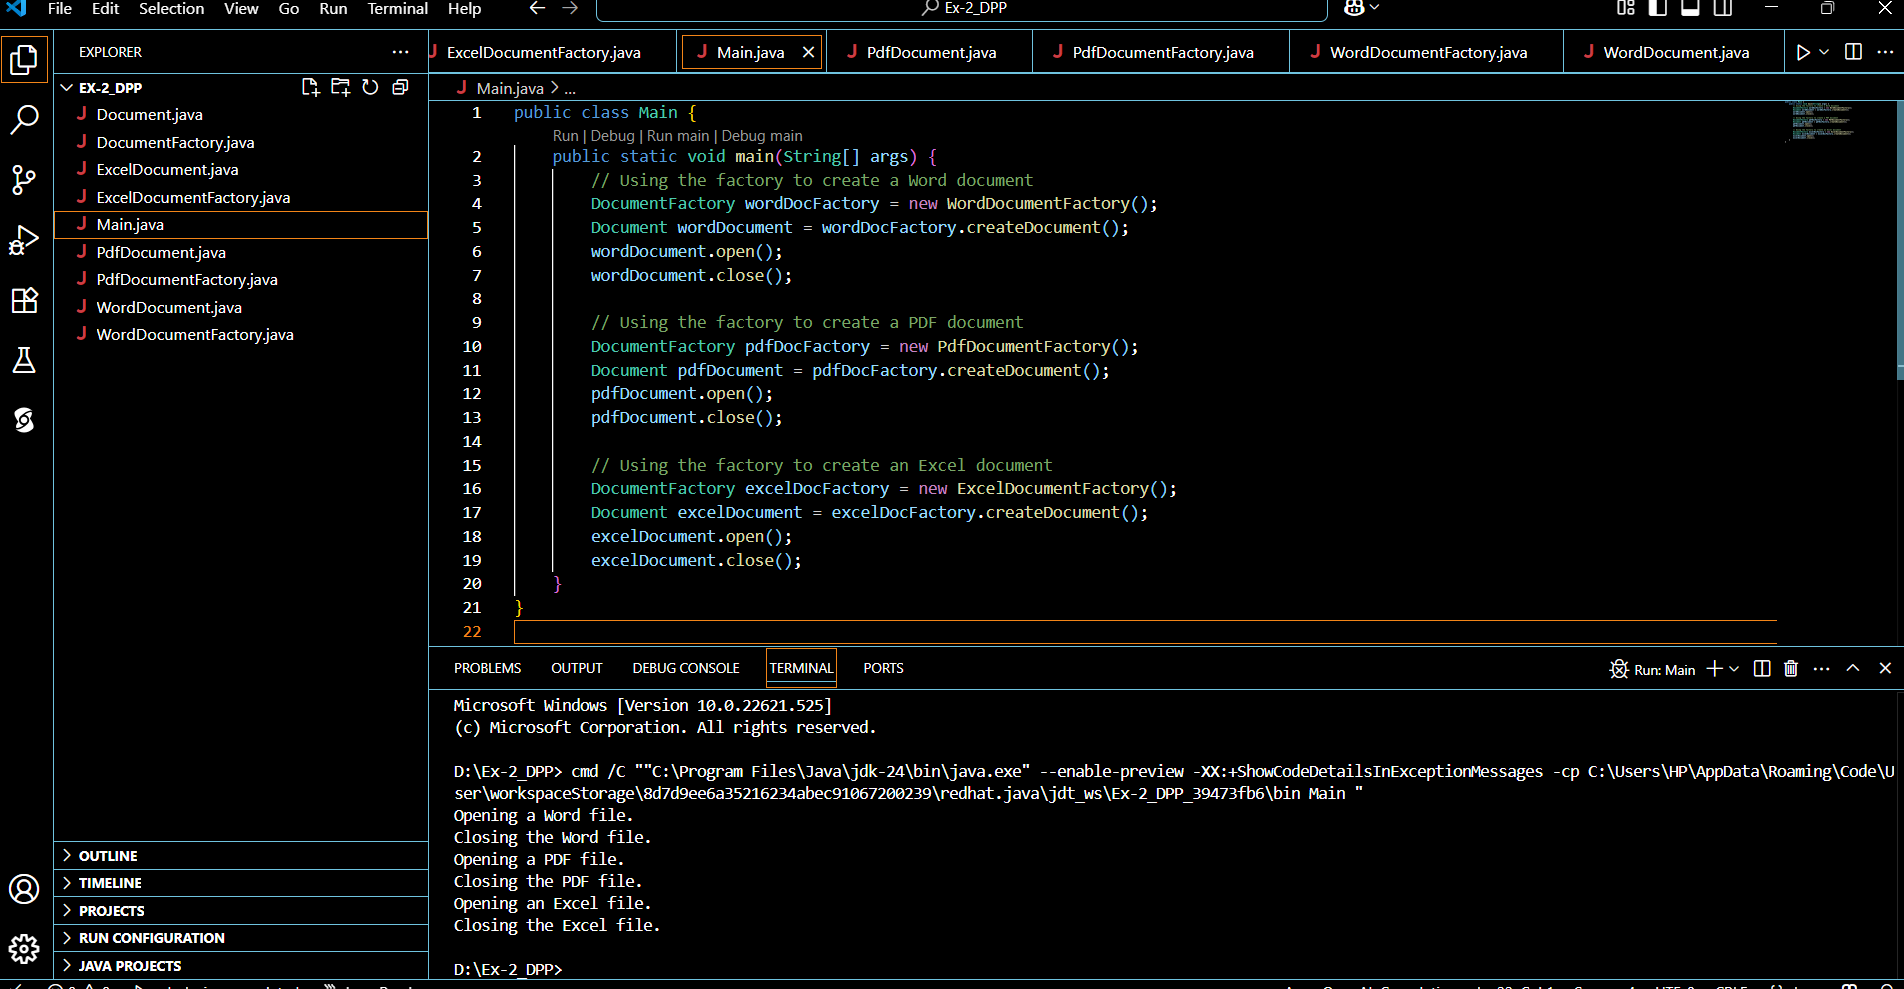 File Edit Selection View Go Run Terminal Help
Ex-2_DPP
EXPLORER
EX-2_DPP
Document.java
DocumentFactory.java
ExcelDocument.java
ExcelDocumentFactory.java
Main.java
PdfDocument.java
PdfDocumentFactory.java
WordDocument.java
WordDocumentFactory.java
OUTLINE
TIMELINE
PROJECTS
RUN CONFIGURATION
JAVA PROJECTS
ExcelDocumentFactory.java Main.java PdfDocument.java PdfDocumentFactory.java WordDocumentFactory.java WordDocument.java
Main.java > ...
1 public class Main {
Run | Debug | Run main | Debug main
2 public static void main(String[] args) {
3 // Using the factory to create a Word document
4 DocumentFactory wordDocFactory = new WordDocumentFactory();
5 Document wordDocument = wordDocFactory.createDocument();
6 wordDocument.open();
7 wordDocument.close();
8
9 // Using the factory to create a PDF document
10 DocumentFactory pdfDocFactory = new PdfDocumentFactory();
11 Document pdfDocument = pdfDocFactory.createDocument();
12 pdfDocument.open();
13 pdfDocument.close();
14
15 // Using the factory to create an Excel document
16 DocumentFactory excelDocFactory = new ExcelDocumentFactory();
17 Document excelDocument = excelDocFactory.createDocument();
18 excelDocument.open();
19 excelDocument.close();
20 }
21 }
22
PROBLEMS OUTPUT DEBUG CONSOLE TERMINAL PORTS
Run: Main
Microsoft Windows [Version 10.0.22621.525]
(c) Microsoft Corporation. All rights reserved.
D:\Ex-2_DPP> cmd /C ""C:\Program Files\Java\jdk-24\bin\java.exe" --enable-preview -XX:+ShowCodeDetailsInExceptionMessages -cp C:\Users\HP\AppData\Roaming\Code\U
ser\workspaceStorage\8d7d9ee6a35216234abec91067200239\redhat.java\jdt_ws\Ex-2_DPP_39473fb6\bin Main "
Opening a Word file.
Closing the Word file.
Opening a PDF file.
Closing the PDF file.
Opening an Excel file.
Closing the Excel file.
D:\Ex-2_DPP>